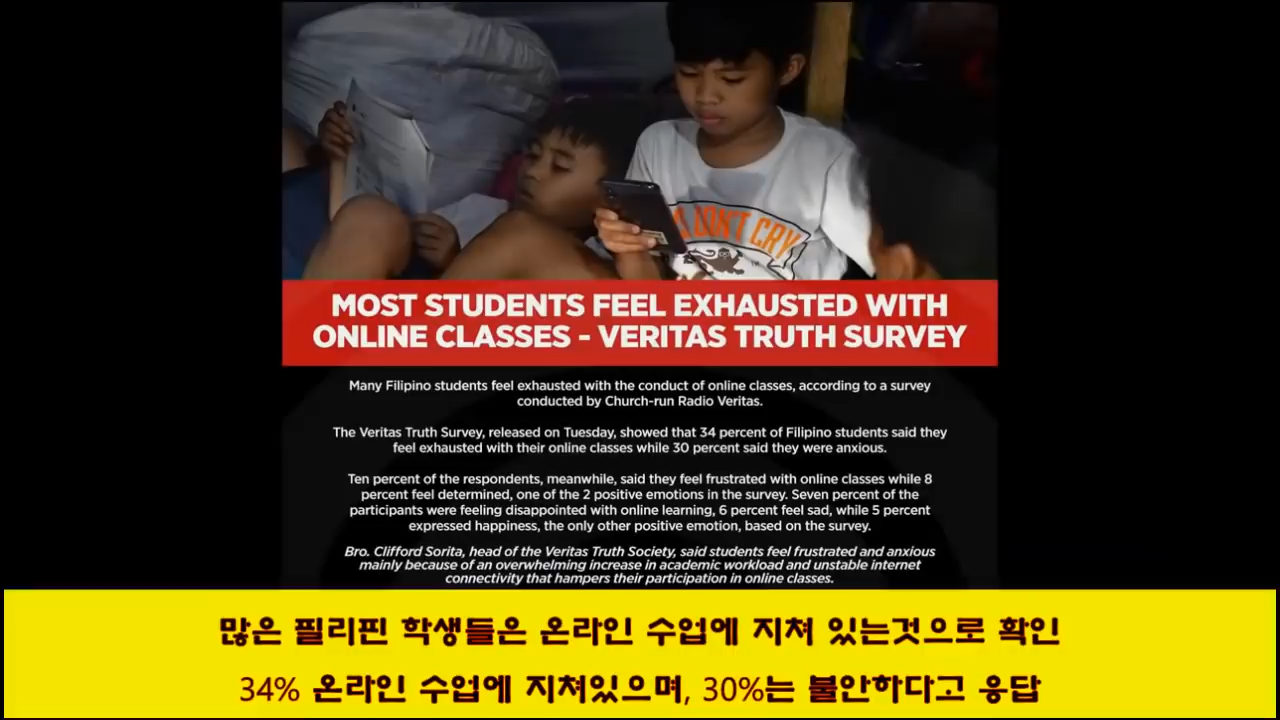 DON'T CRY
MOST STUDENTS FEEL EXHAUSTED WITH
ONLINE CLASSES - VERITAS TRUTH SURVEY
Many Filipino students feel exhausted with the conduct of online classes, according to a survey
conducted by Church-run Radio Veritas.
The Veritas Truth Survey, released on Tuesday, showed that 34 percent of Filipino students said they
feel exhausted with their online classes while 30 percent said they were anxious.
Ten percent of the respondents, meanwhile, said they feel frustrated with online classes while 8
percent feel determined, one of the 2 positive emotions in the survey. Seven percent of the
participants were feeling disappointed with online learning, 6 percent feel sad, while 5 percent
expressed happiness, the only other positive emotion, based on the survey.
Bro. Clifford Sorita, head of the Veritas Truth Society, said students feel frustrated and anxious
mainly because of an overwhelming increase in academic workload and unstable internet
connectivity that hampers their participation in online classes.
많은 필리핀 학생들은 온라인 수업에 지쳐 있는것으로 확인
34% 온라인 수업에 지쳐있으며, 30%는 불안하다고 응답